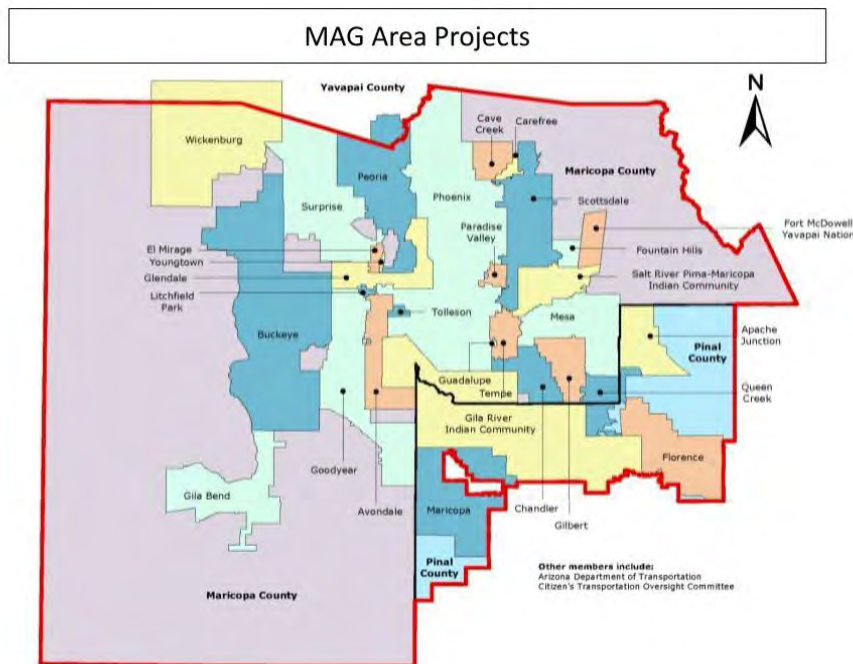 MAG Area Projects
N
Yavapai County
Wickenburg
Cave
Creek
Carefree
Peoria
Phoenix
Maricopa County
Surprise
Scottsdale
Paradise
Valley
Fort McDowell
Yavapai Nation
El Mirage
Youngtown
Fountain Hills
Glendale
Salt River Pima-Maricopa
Indian Community
Litchfield
Park
Tolleson
Mesa
Buckeye
Apache
Junction
Pinal
County
Guadalupe
Tempe
Queen
Creek
Gila River
Indian Community
Florence
Goodyear
Gila Bend
Avondale
Maricopa
Chandler
Gilbert
Pinal
County
Other members include:
Arizona Department of Transportation
Citizen's Transportation Oversight Committee
Maricopa County